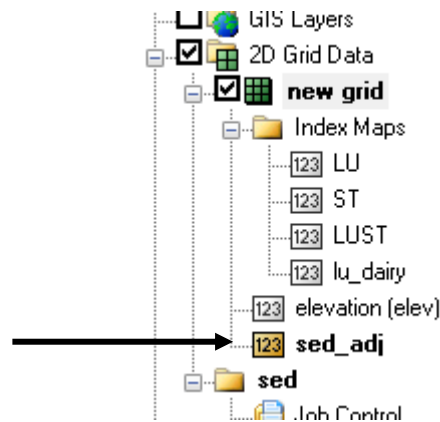 GIS Layers
2D Grid Data
new grid
Index Maps
123 LU
123 ST
123 LUST
123 lu_dairy
123 elevation (elev)
123 sed_adj
sed
Job Control